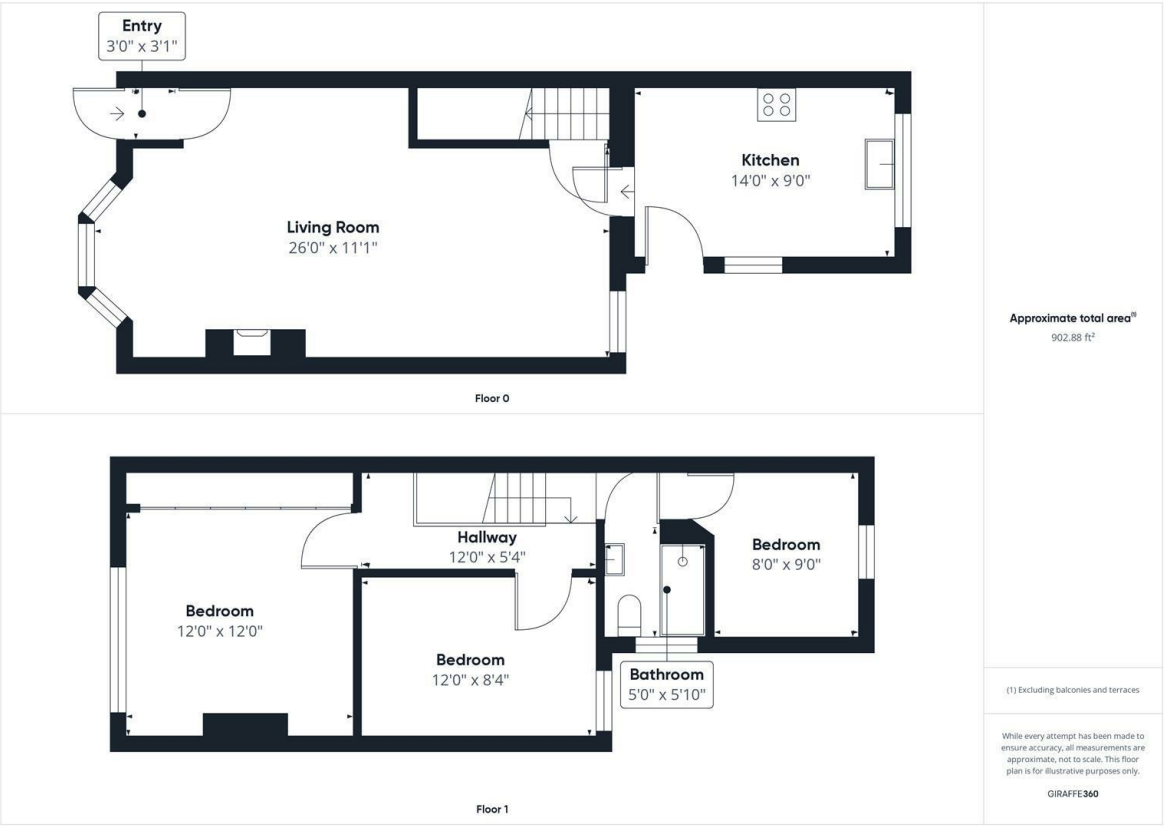 Entry
3'0" x 3'1"
Kitchen
14'0" x 9'0"
Living Room
26'0" x 11'1"
Floor 0
Hallway
12'0" x 5'4"
Bedroom
8'0" x 9'0"
Bedroom
12'0" x 12'0"
Bedroom
12'0" x 8'4"
Bathroom
5'0" x 5'10"
Floor 1
Approximate total area(1)
902.88 ft²
(1) Excluding balconies and terraces
While every attempt has been made to
ensure accuracy, all measurements are
approximate, not to scale. This floor
plan is for illustrative purposes only.
GIRAFFE360